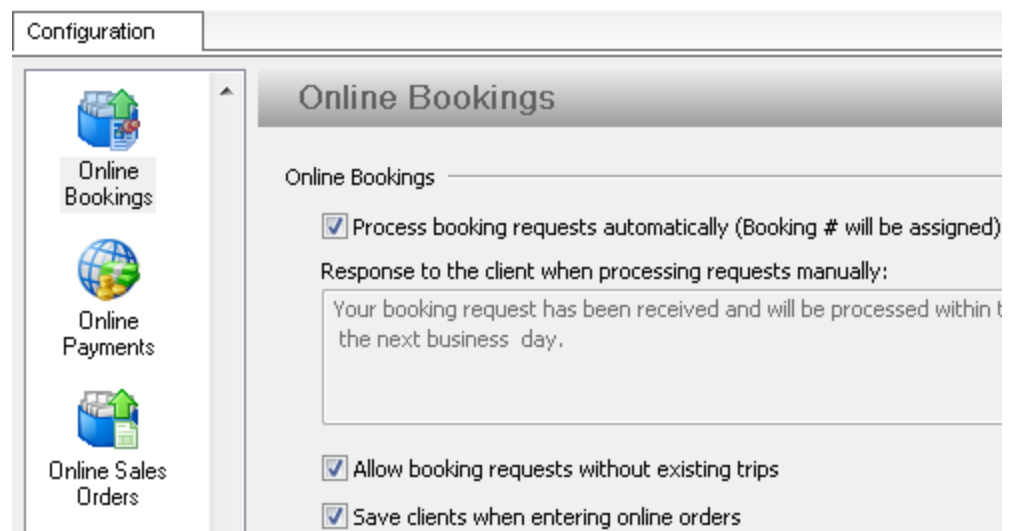 Configuration
Online
Bookings
Online
Payments
Online Sales
Orders
Online Bookings
Online Bookings
Process booking requests automatically (Booking # will be assigned)
Response to the client when processing requests manually:
Your booking request has been received and will be processed within
the next business day.
Allow booking requests without existing trips
Save clients when entering online orders